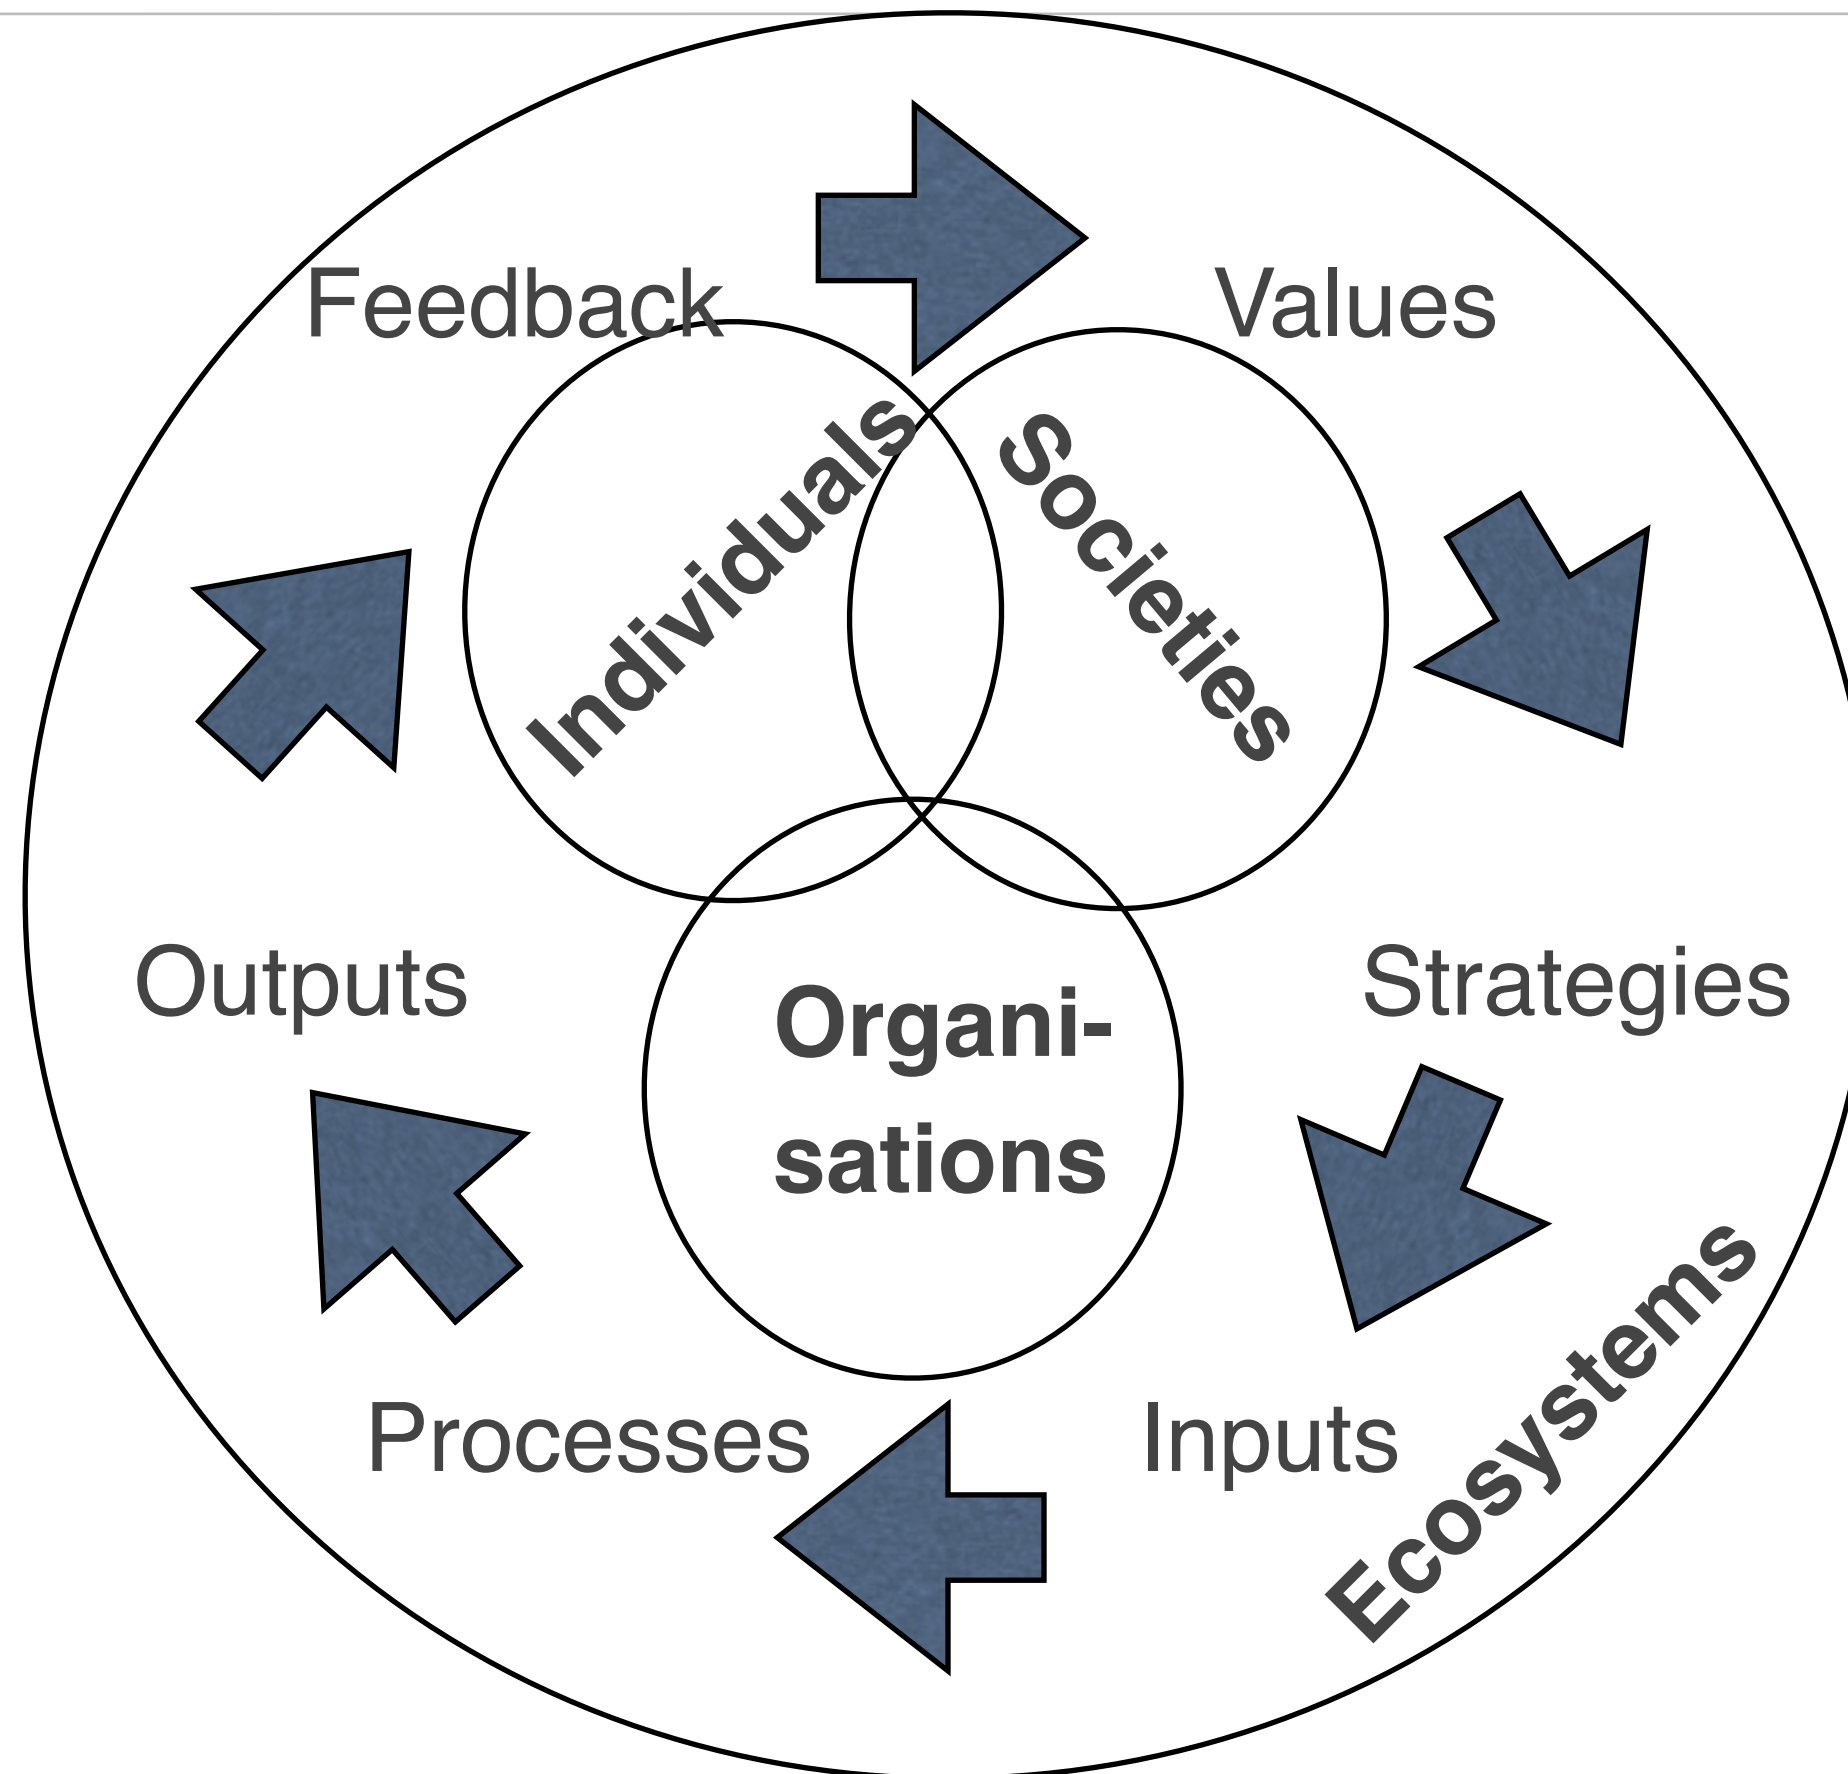 Feedback
Values
Individuals
Societies
Outputs
Strategies
Organi-
sations
Processes
Inputs
Ecosystems